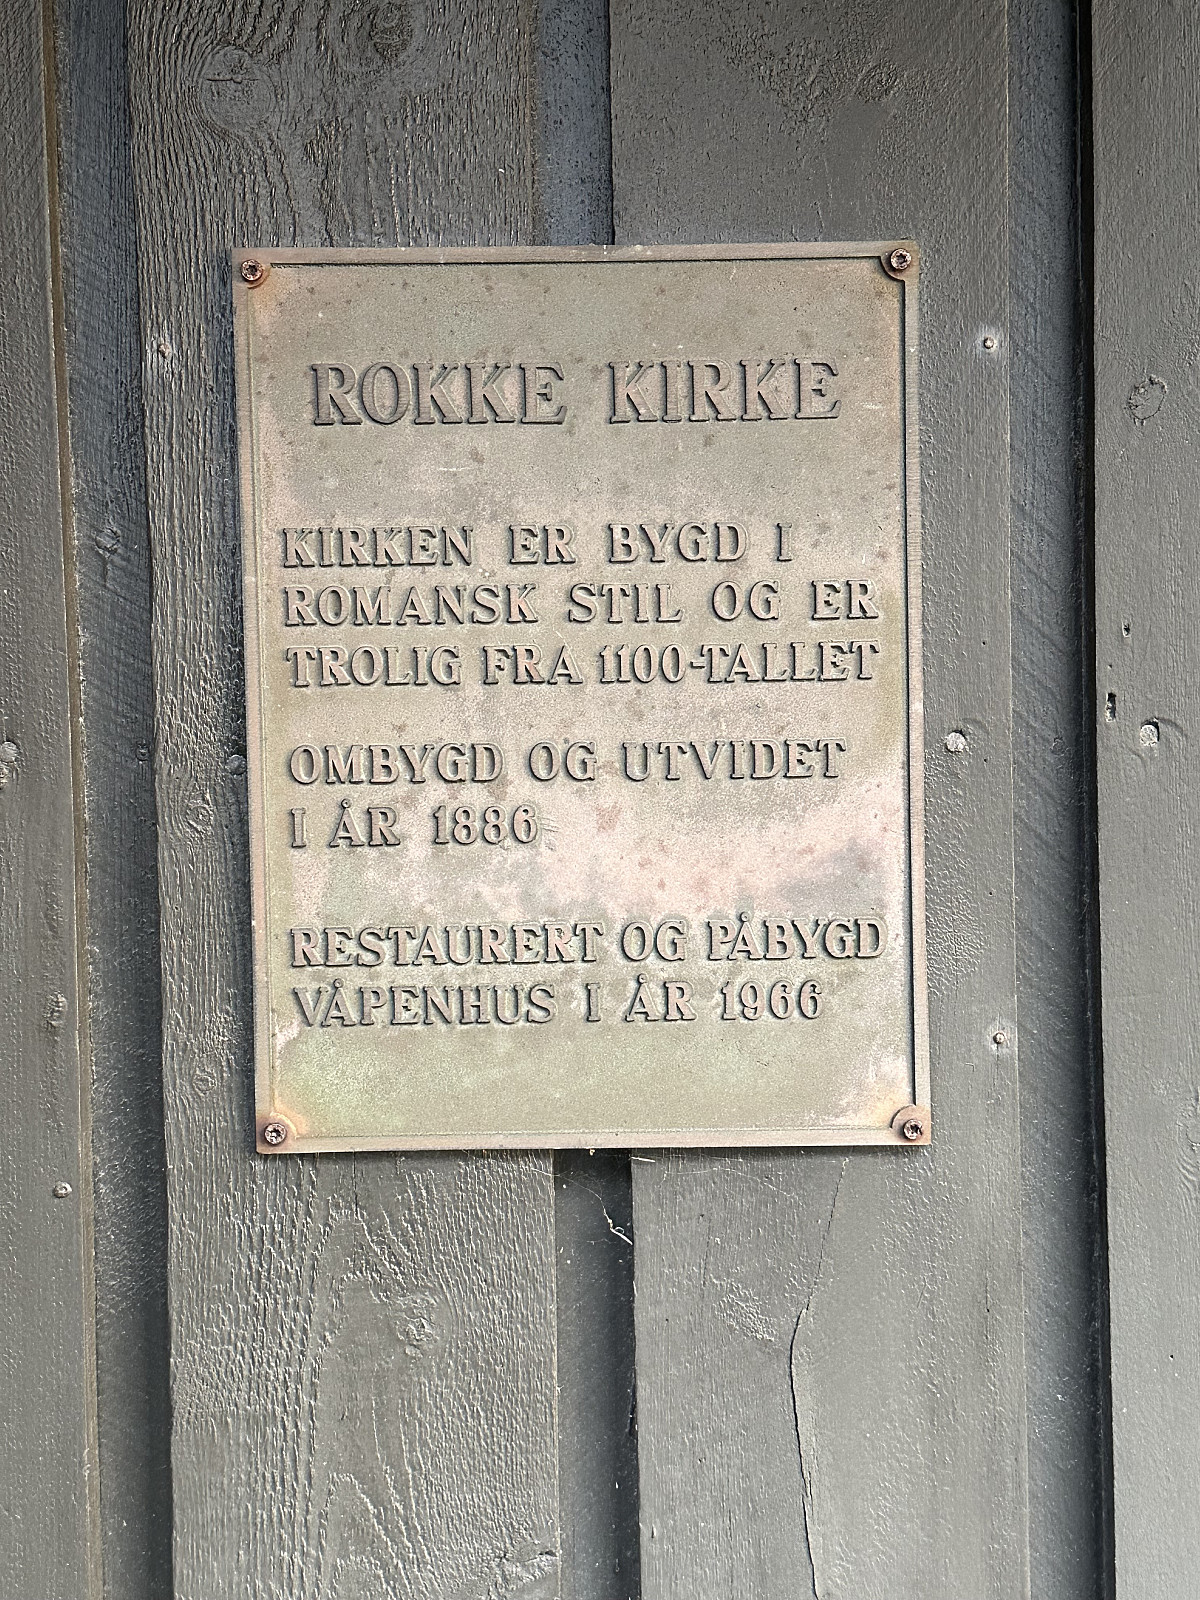 ROKKE KIRKE
KIRKEN ER BYGD I
ROMANSK STIL OG ER
TROLIG FRA 1100-TALLET
OMBYGD OG UTVIDET
I ÅR 1886
RESTAURERT OG PÅBYGD
VÅPENHUS I ÅR 1966